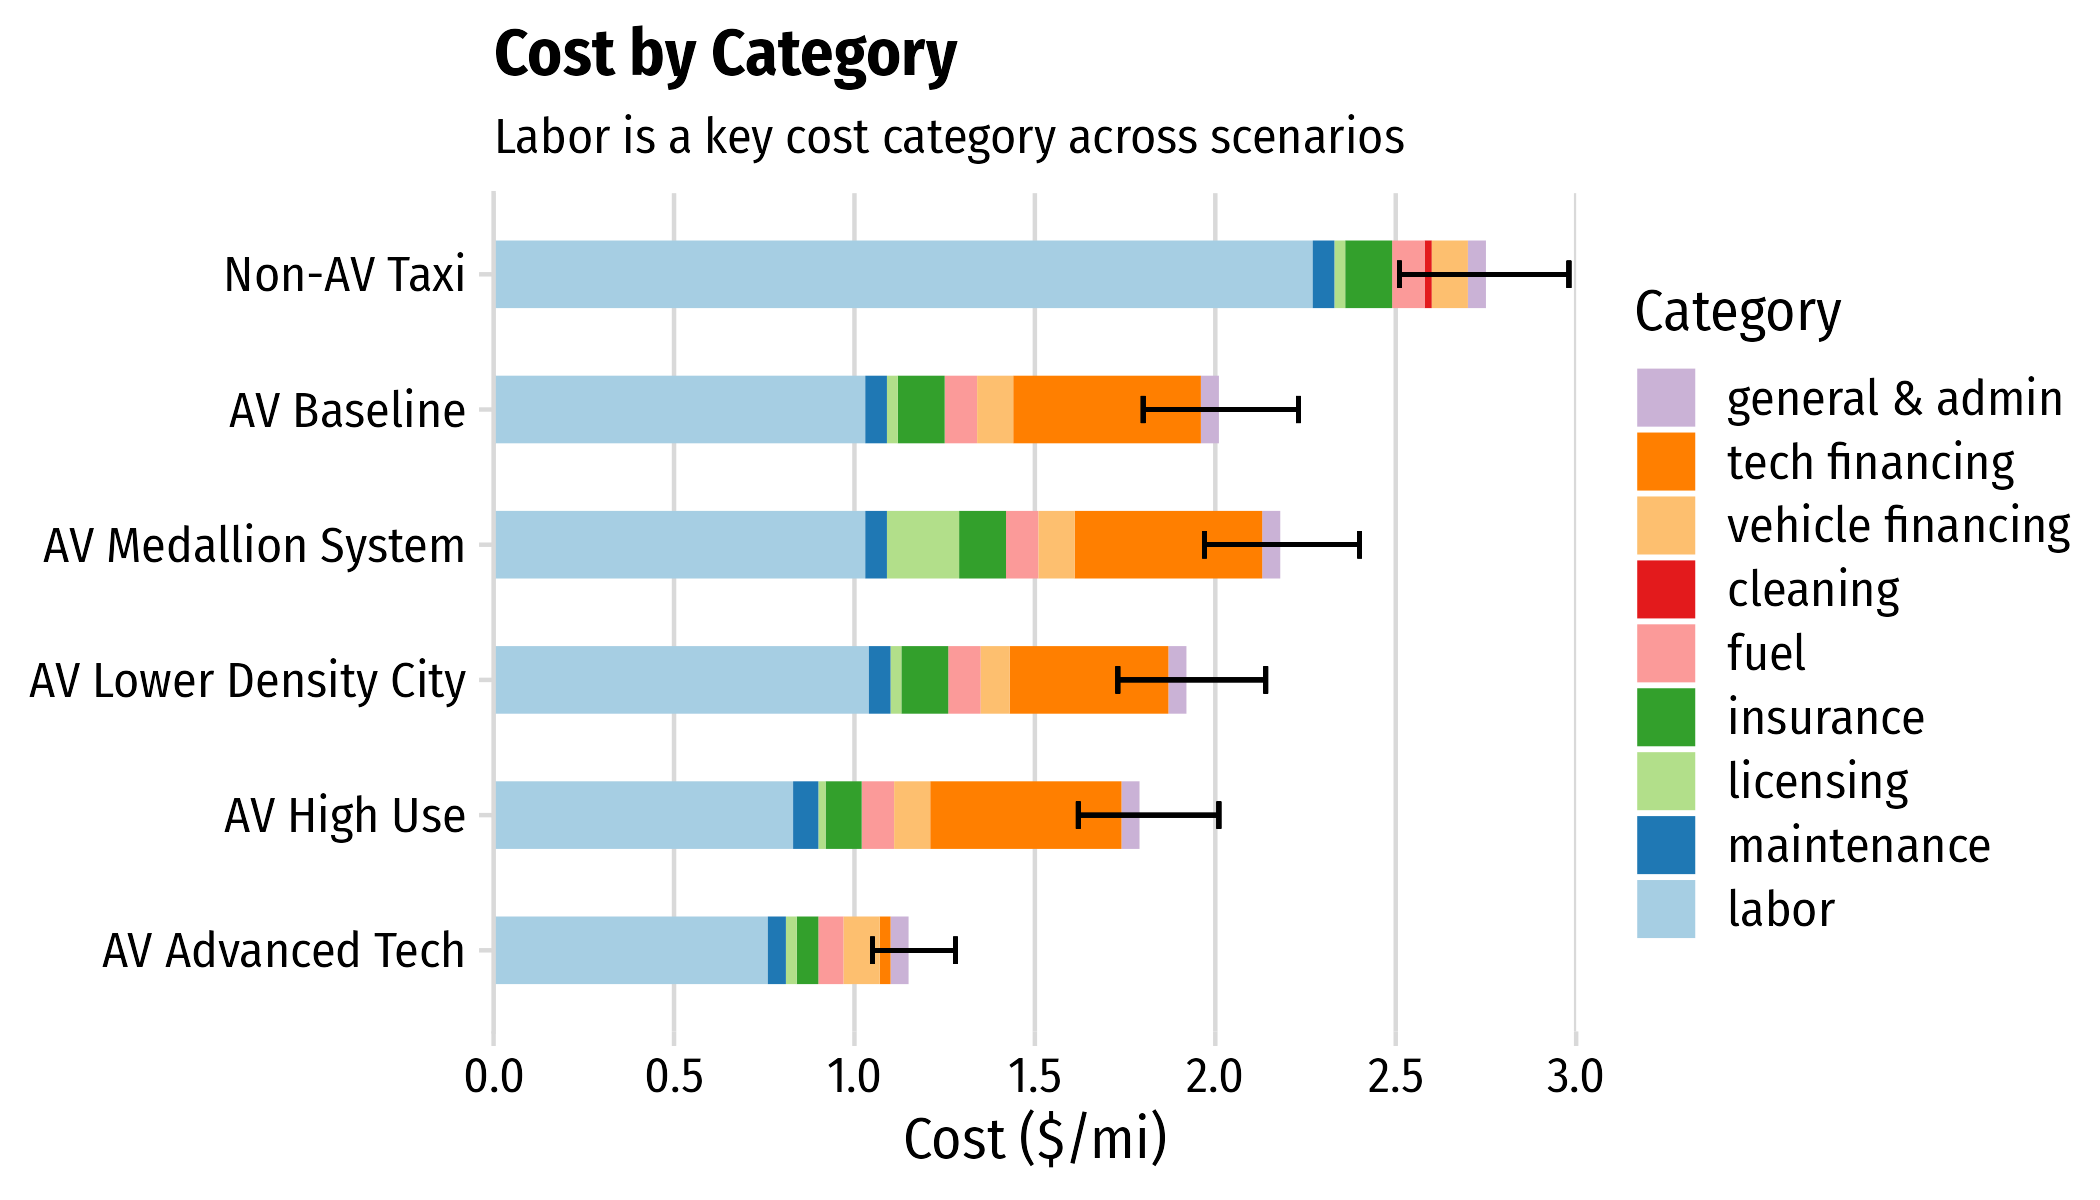 Cost by Category
Labor is a key cost category across scenarios
Non-AV Taxi
AV Baseline
AV Medallion System
AV Lower Density City
AV High Use
AV Advanced Tech
0.0 0.5 1.0 1.5 2.0 2.5 3.0
Cost ($/mi)
Category
general & admin
tech financing
vehicle financing
cleaning
fuel
insurance
licensing
maintenance
labor